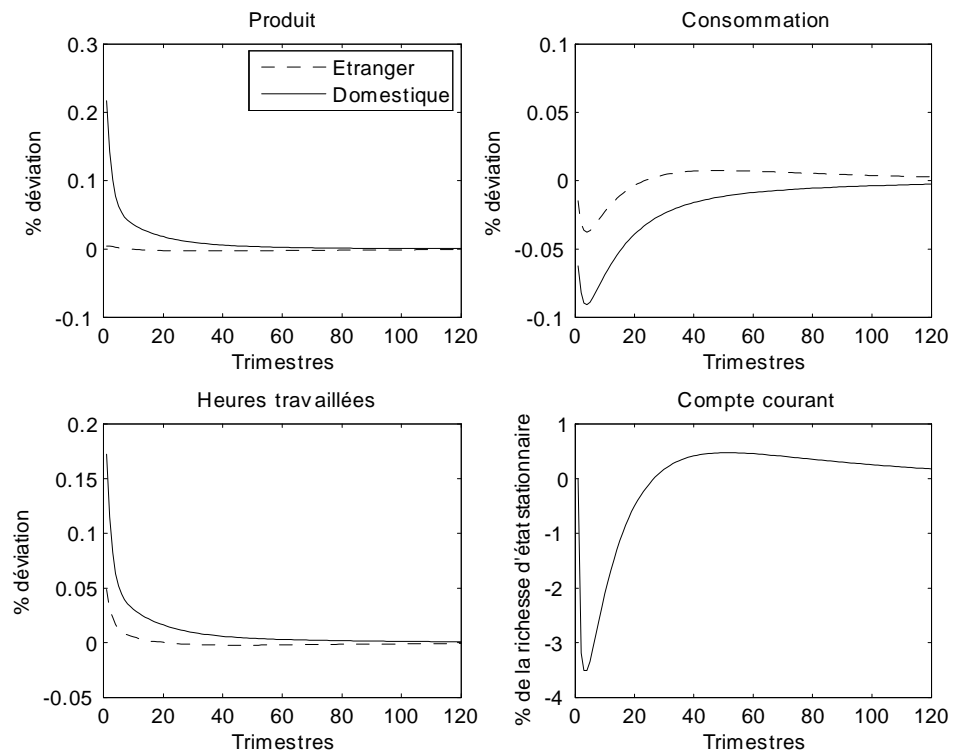 Produit
0.3
0.2
0.1
0
-0.1
% déviation
0 20 40 60 80 100 120
Trimestres
Etranger
Domestique
Consommation
0.1
0.05
0
-0.05
-0.1
% déviation
0 20 40 60 80 100 120
Trimestres
Heures travaillées
0.2
0.15
0.1
0.05
0
-0.05
% déviation
0 20 40 60 80 100 120
Trimestres
Compte courant
1
0
-1
-2
-3
-4
% de la richesse d'état stationnaire
0 20 40 60 80 100 120
Trimestres